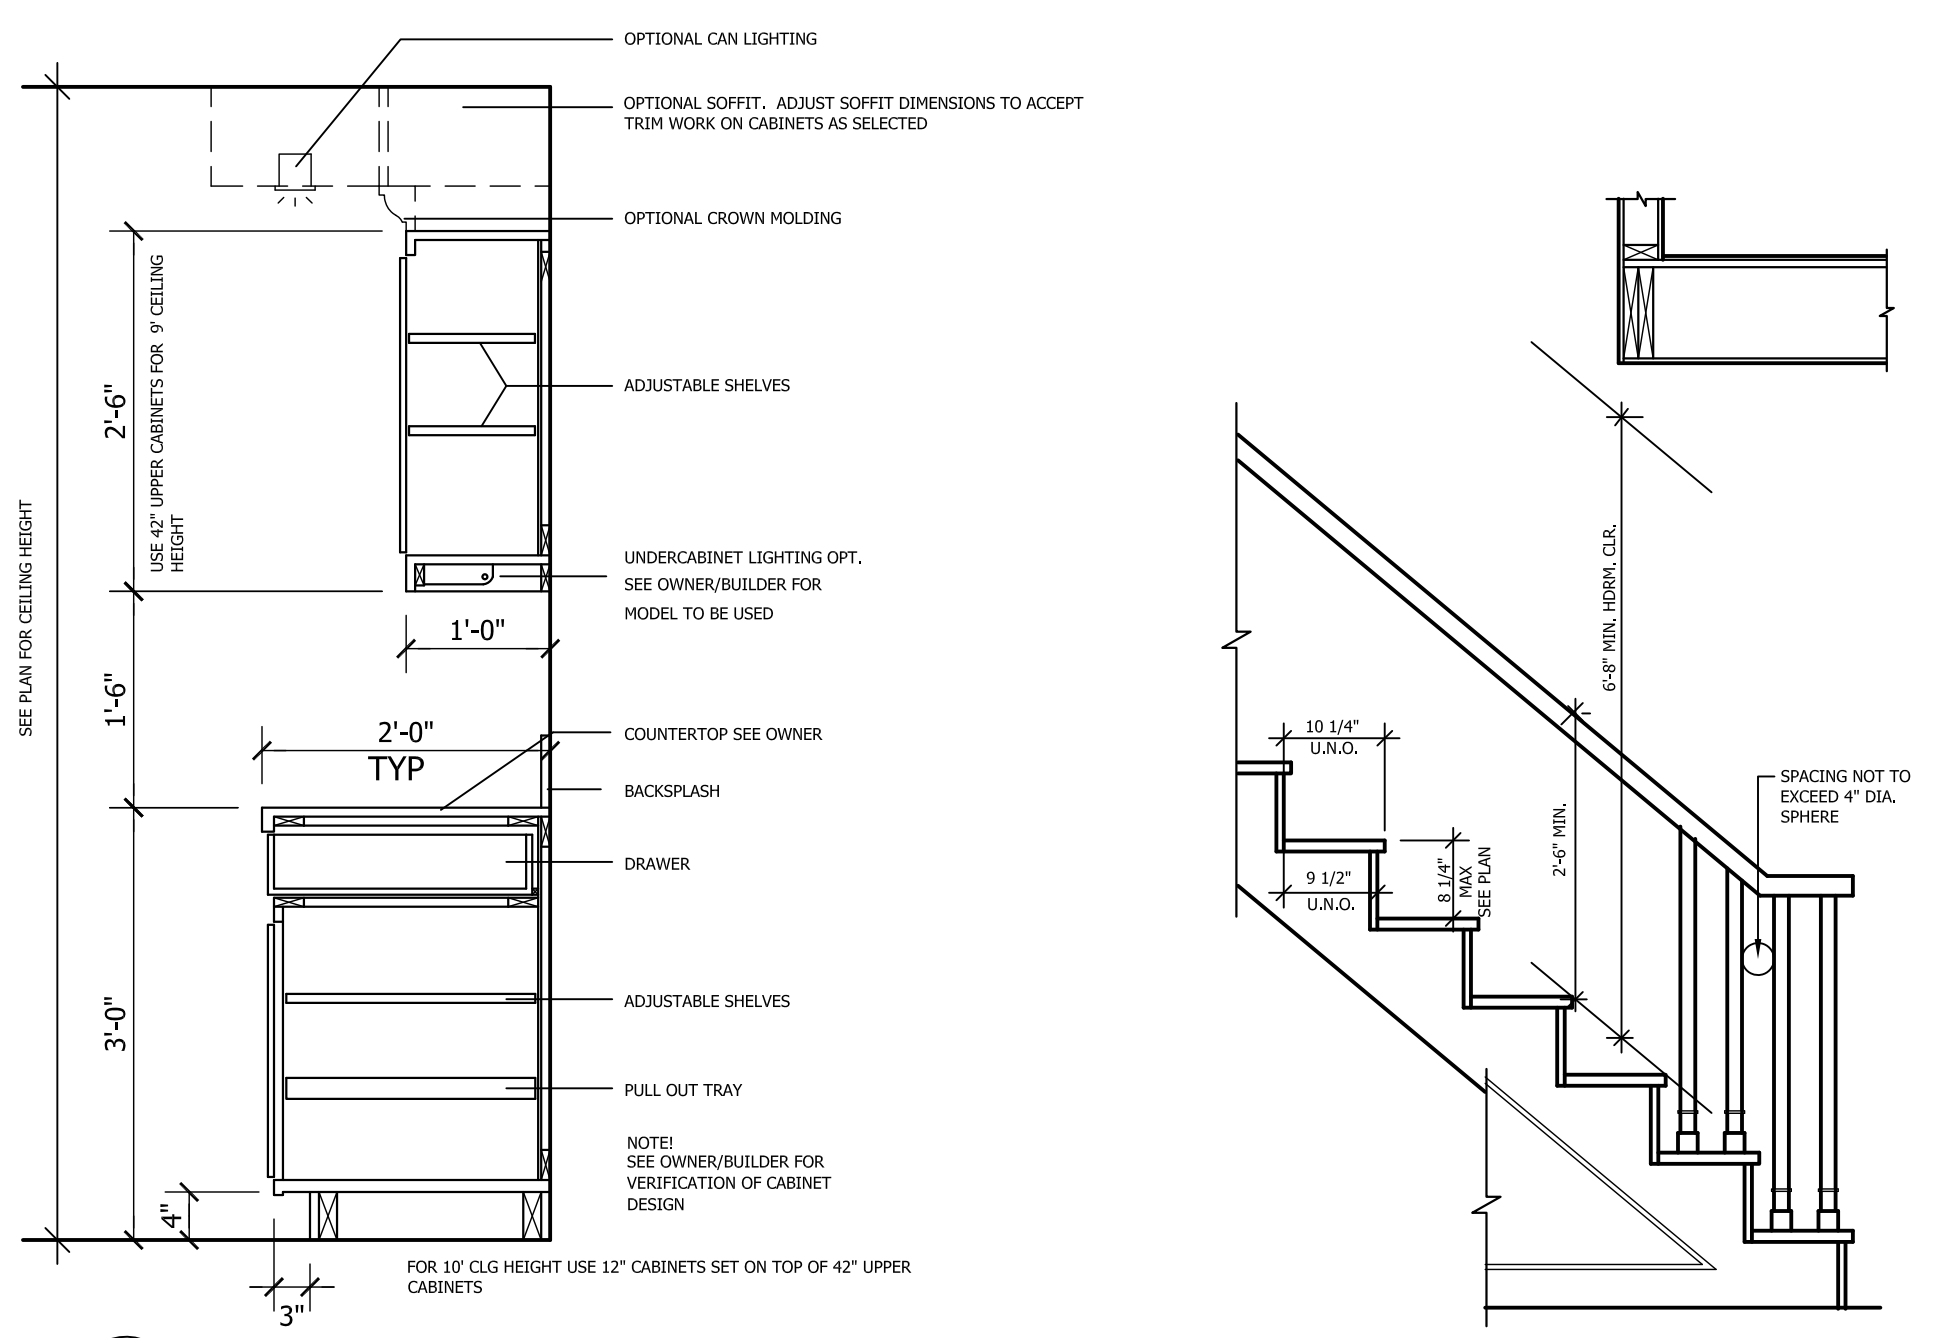 OPTIONAL CAN LIGHTING
OPTIONAL SOFFIT. ADJUST SOFFIT DIMENSIONS TO ACCEPT
TRIM WORK ON CABINETS AS SELECTED
OPTIONAL CROWN MOLDING
SEE PLAN FOR CEILING HEIGHT
2'-6"
USE 42" UPPER CABINETS FOR 9' CEILING
HEIGHT
ADJUSTABLE SHELVES
UNDERCABINET LIGHTING OPT.
SEE OWNER/BUILDER FOR
MODEL TO BE USED
1'-0"
1'-6"
2'-0"
TYP
COUNTERTOP SEE OWNER
BACKSPLASH
DRAWER
3'-0"
ADJUSTABLE SHELVES
PULL OUT TRAY
NOTE!
SEE OWNER/BUILDER FOR
VERIFICATION OF CABINET
DESIGN
4"
3"
FOR 10' CLG HEIGHT USE 12" CABINETS SET ON TOP OF 42" UPPER
CABINETS
6'-8" MIN. HDRM. CLR.
10 1/4"
U.N.O.
9 1/2"
U.N.O.
8 1/4"
MAX
SEE PLAN
2'-6" MIN.
SPACING NOT TO
EXCEED 4" DIA.
SPHERE